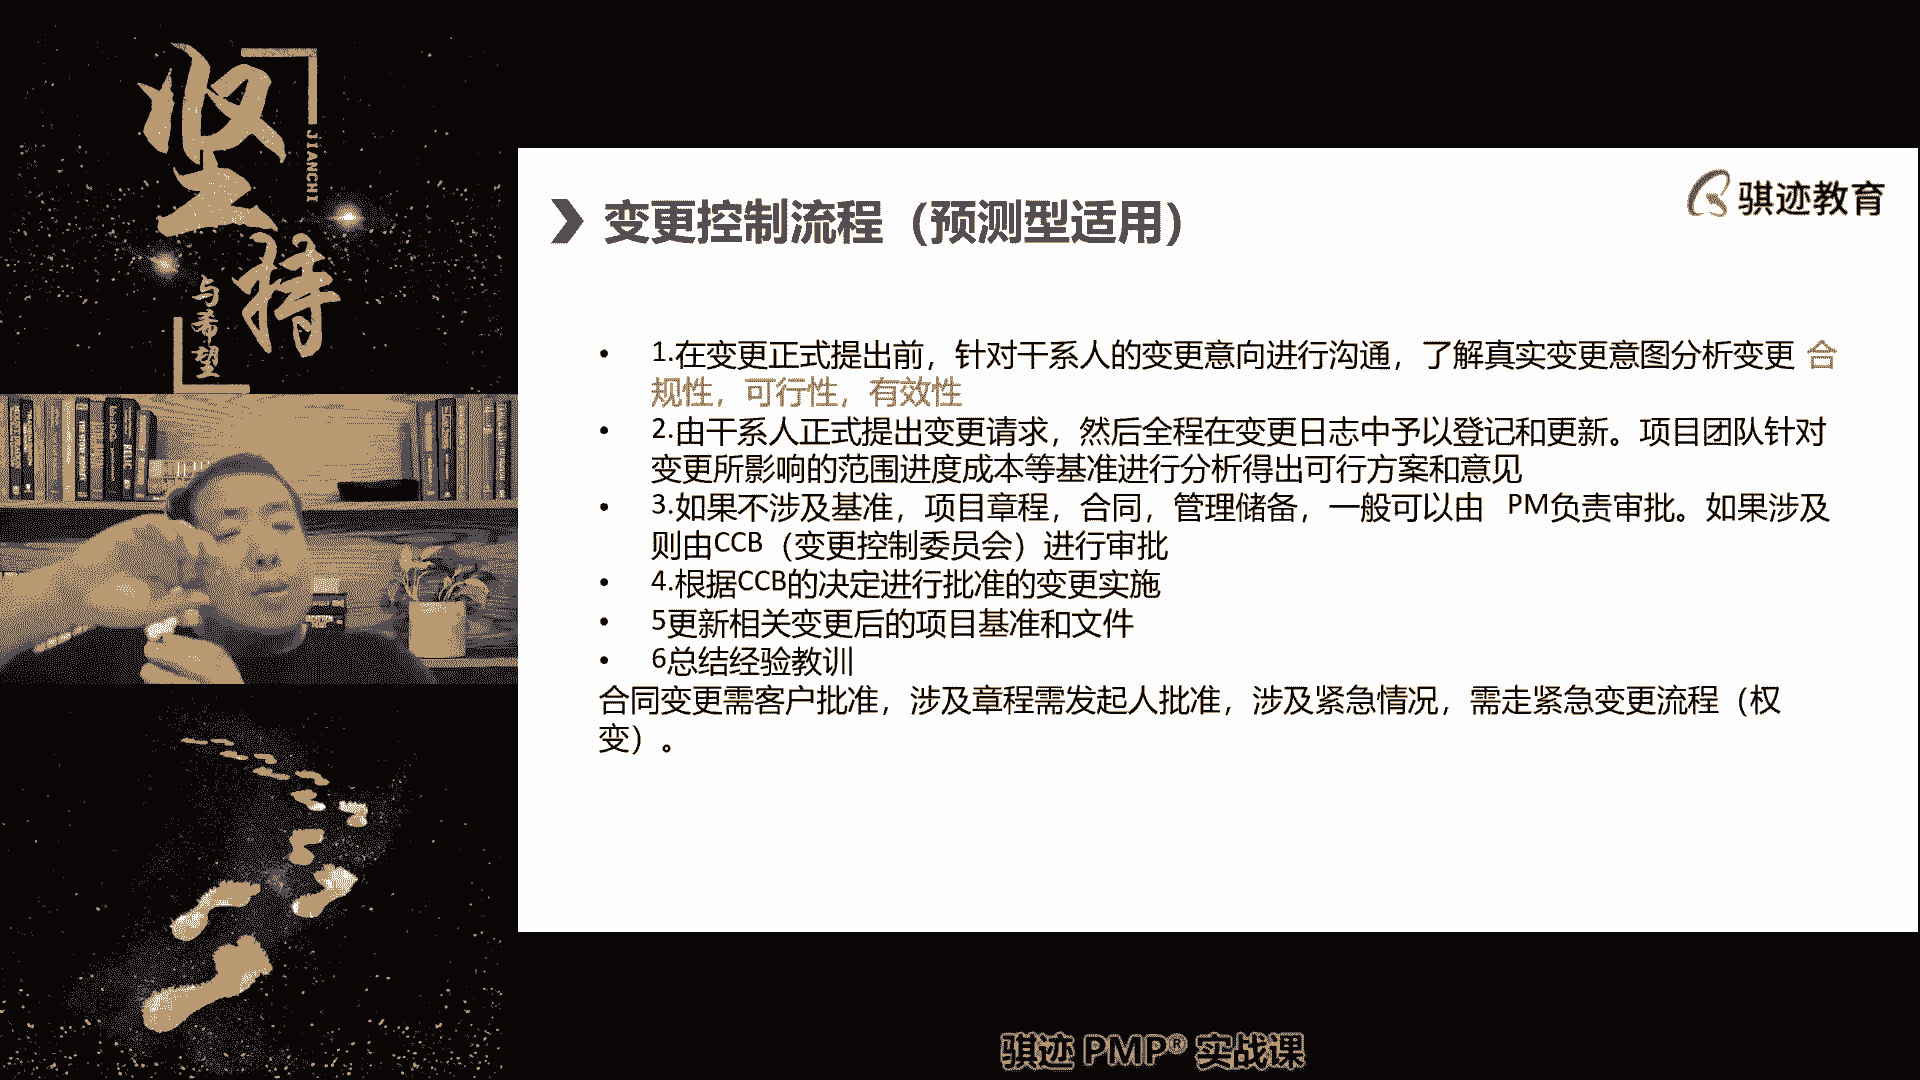 坚持
JIANCHI
与希望
骐迹教育
变更控制流程（预测型适用）
• 1.在变更正式提出前，针对干系人的变更意向进行沟通，了解真实变更意图分析变更 合
规性，可行性，有效性
• 2.由干系人正式提出变更请求，然后全程在变更日志中予以登记和更新。项目团队针对
变更所影响的范围进度成本等基准进行分析得出可行方案和意见
• 3.如果不涉及基准，项目章程，合同，管理储备，一般可以由 PM负责审批。如果涉及
则由CCB（变更控制委员会）进行审批
• 4.根据CCB的决定进行批准的变更实施
• 5更新相关变更后的项目基准和文件
• 6总结经验教训
合同变更需客户批准，涉及章程需发起人批准，涉及紧急情况，需走紧急变更流程（权
变）。
骐迹 PMP® 实战课